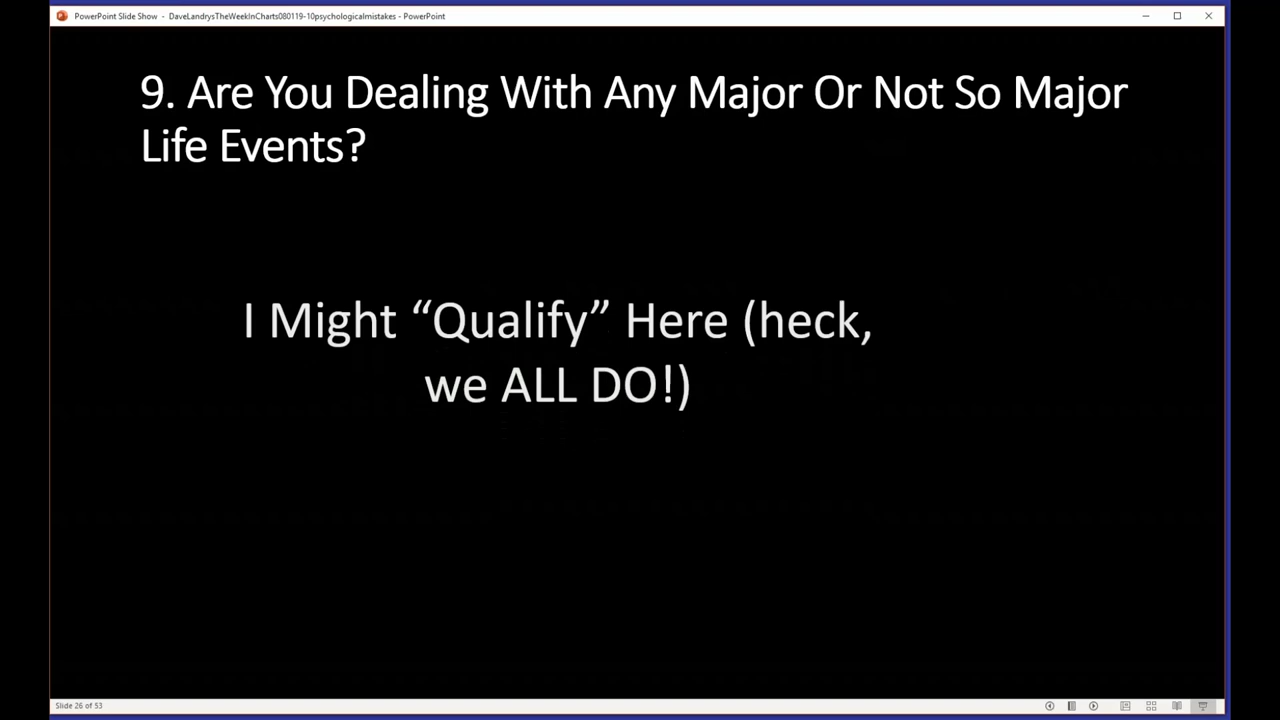 PowerPoint Slide Show - DaveLandrysTheWeekInCharts080119-10psychologicalmistakes - PowerPoint
9. Are You Dealing With Any Major Or Not So Major
Life Events?
I Might “Qualify” Here (heck,
we ALL DO!)
Slide 26 of 53